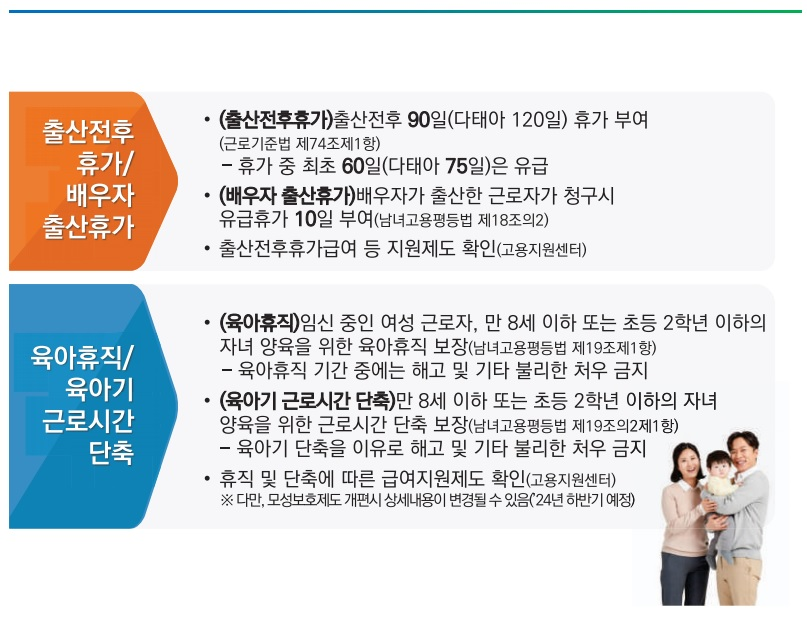 출산전후
휴가/
배우자
출산휴가
• (출산전후휴가)출산전후 90일(다태아 120일) 휴가 부여
(근로기준법 제74조제1항)
– 휴가 중 최초 60일(다태아 75일)은 유급
• (배우자 출산휴가)배우자가 출산한 근로자가 청구시
유급휴가 10일 부여(남녀고용평등법 제18조의2)
• 출산전후휴가급여 등 지원제도 확인(고용지원센터)
육아휴직/
육아기
근로시간
단축
• (육아휴직)임신 중인 여성 근로자, 만 8세 이하 또는 초등 2학년 이하의
자녀 양육을 위한 육아휴직 보장(남녀고용평등법 제19조제1항)
– 육아휴직 기간 중에는 해고 및 기타 불리한 처우 금지
• (육아기 근로시간 단축)만 8세 이하 또는 초등 2학년 이하의 자녀
양육을 위한 근로시간 단축 보장(남녀고용평등법 제19조의2제1항)
– 육아기 단축을 이유로 해고 및 기타 불리한 처우 금지
• 휴직 및 단축에 따른 급여지원제도 확인(고용지원센터)
※ 다만, 모성보호제도 개편시 상세내용이 변경될 수 있음('24년 하반기 예정)